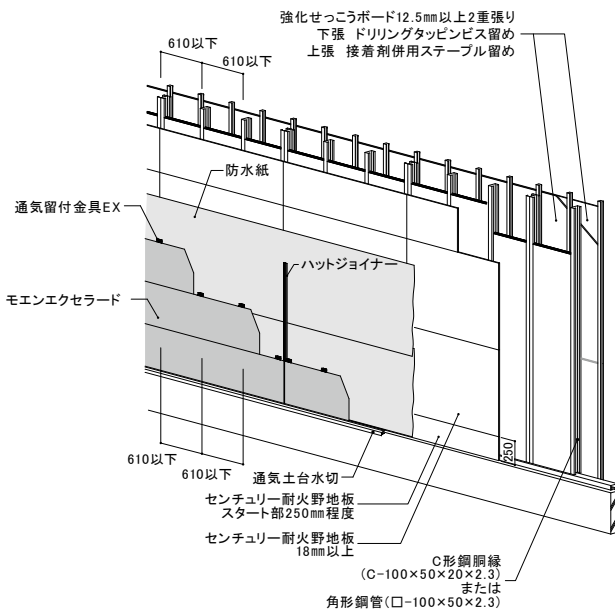 強化せっこうボード12.5mm以上2重張り
下張 ドリリングタッピンビス留め
上張 接着剤併用ステープル留め
610以下
610以下
防水紙
通気留付金具EX
ハットジョイナー
モエンエクセラード
250
610以下
610以下
通気土台水切
センチュリー耐火野地板
スタート部250mm程度
センチュリー耐火野地板
18mm以上
C形鋼胴縁
(C-100×50×20×2.3)
または
角形鋼管(□-100×50×2.3)